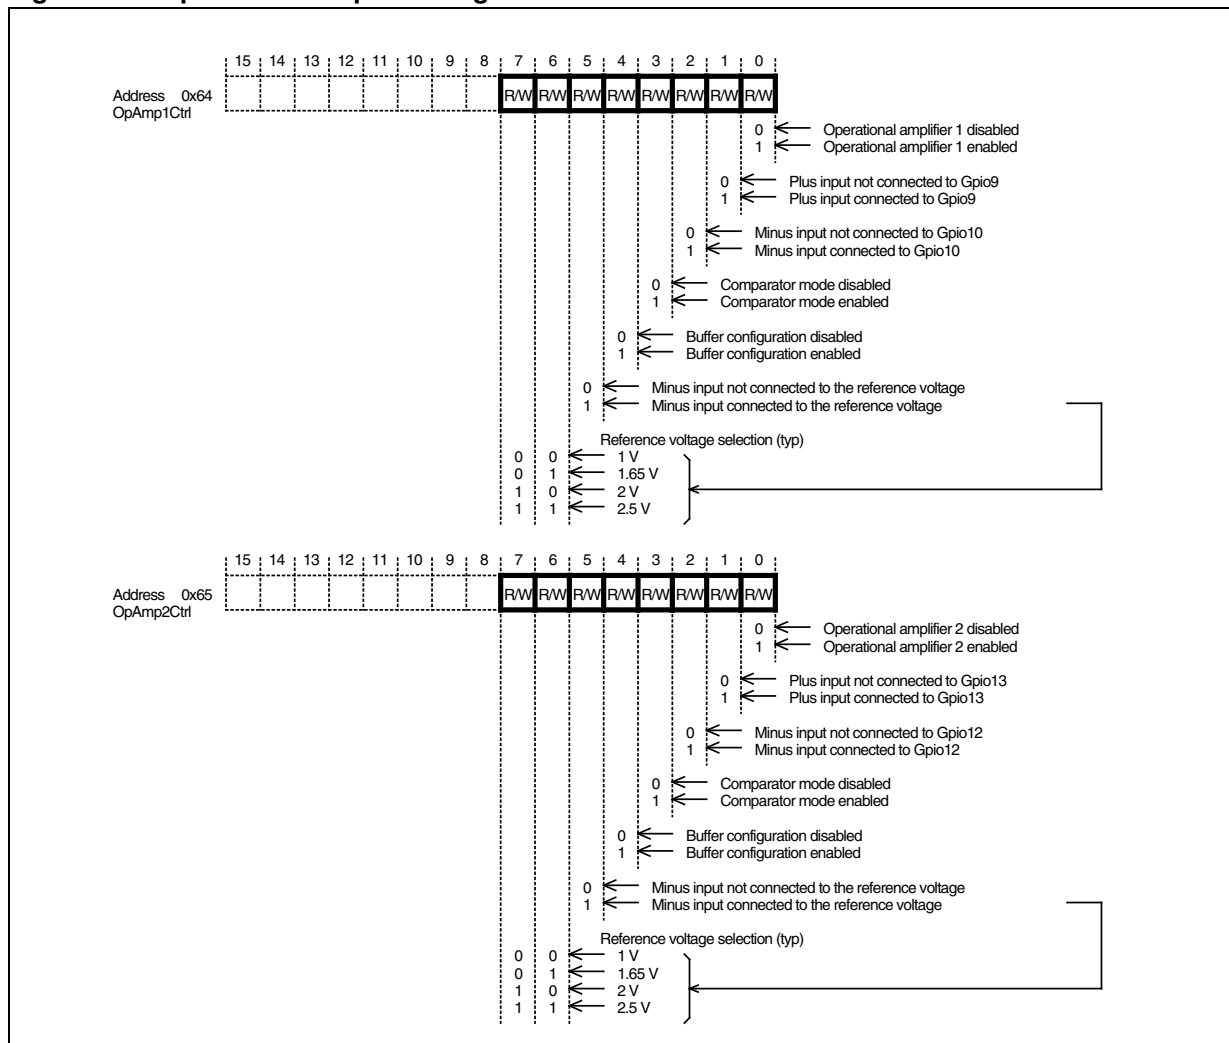 15 14 13 12 11 10 9 8 7 6 5 4 3 2 1 0
Address 0x64 R/W R/W R/W R/W R/W R/W R/W R/W
OpAmp1Ctrl
0 Operational amplifier 1 disabled
1 Operational amplifier 1 enabled
0 Plus input not connected to Gpio9
1 Plus input connected to Gpio9
0 Minus input not connected to Gpio10
1 Minus input connected to Gpio10
0 Comparator mode disabled
1 Comparator mode enabled
0 Buffer configuration disabled
1 Buffer configuration enabled
0 Minus input not connected to the reference voltage
1 Minus input connected to the reference voltage
Reference voltage selection (typ)
0 0 1 V
0 1 1.65 V
1 0 2 V
1 1 2.5 V
15 14 13 12 11 10 9 8 7 6 5 4 3 2 1 0
Address 0x65 R/W R/W R/W R/W R/W R/W R/W R/W
OpAmp2Ctrl
0 Operational amplifier 2 disabled
1 Operational amplifier 2 enabled
0 Plus input not connected to Gpio13
1 Plus input connected to Gpio13
0 Minus input not connected to Gpio12
1 Minus input connected to Gpio12
0 Comparator mode disabled
1 Comparator mode enabled
0 Buffer configuration disabled
1 Buffer configuration enabled
0 Minus input not connected to the reference voltage
1 Minus input connected to the reference voltage
Reference voltage selection (typ)
0 0 1 V
0 1 1.65 V
1 0 2 V
1 1 2.5 V